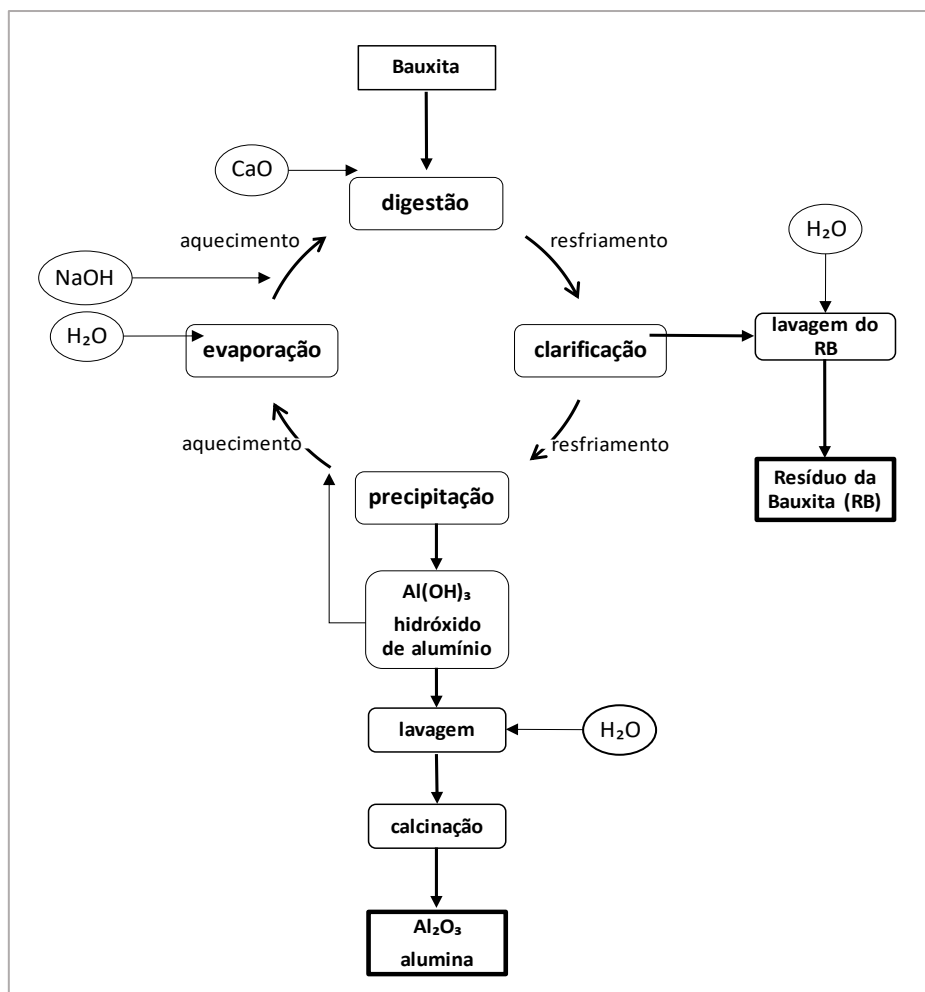 Bauxita
CaO
digestão
aquecimento
resfriamento
H₂O
NaOH
H₂O
evaporação
clarificação
lavagem do
RB
aquecimento
resfriamento
Resíduo da
Bauxita (RB)
precipitação
Al(OH)₃
hidróxido
de alumínio
lavagem
H₂O
calcinação
Al₂O₃
alumina